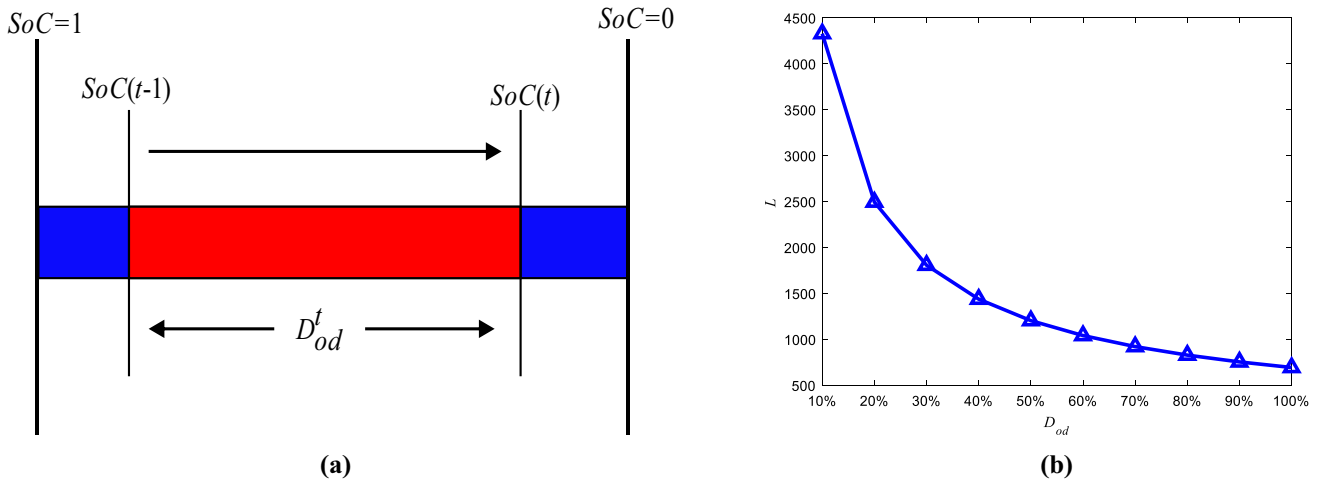 SoC=1
SoC=0
SoC(t-1)
SoC(t)
D^t_od
(a)
4500
4000
3500
3000
2500
2000
1500
1000
500
L
10% 20% 30% 40% 50% 60% 70% 80% 90% 100%
D_od
(b)